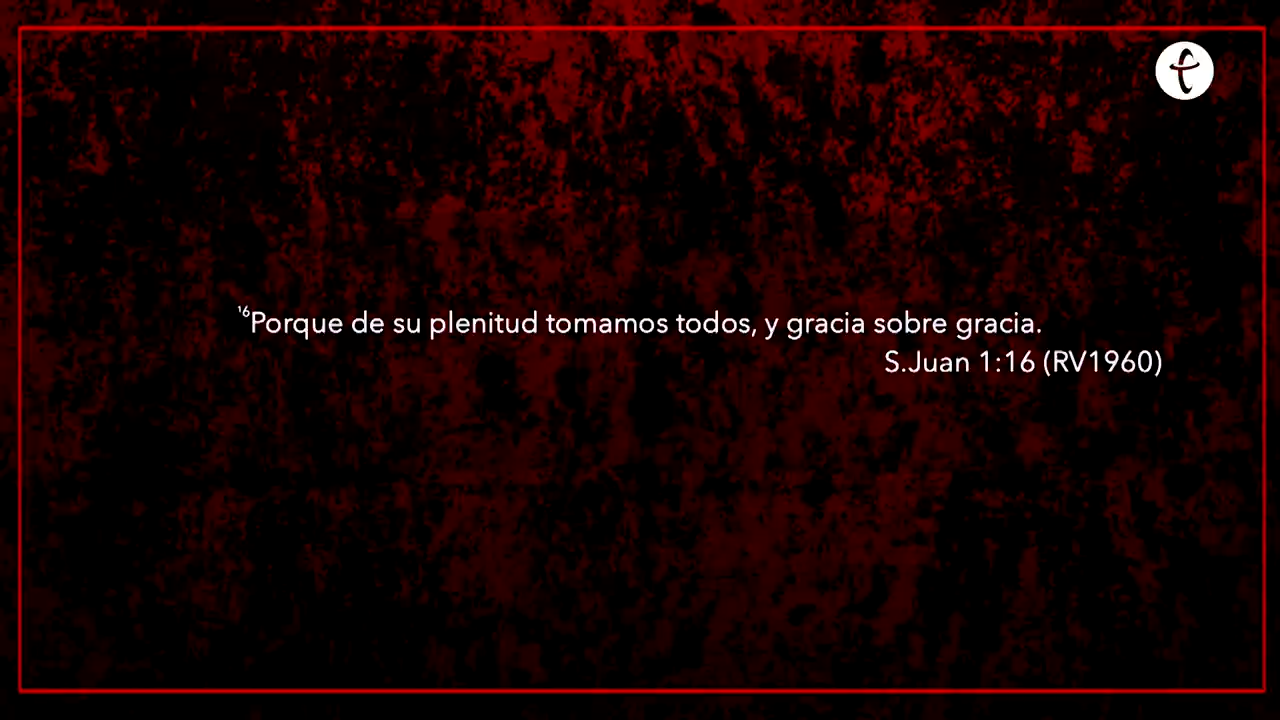 ¹⁶Porque de su plenitud tomamos todos, y gracia sobre gracia.
S.Juan 1:16 (RV1960)